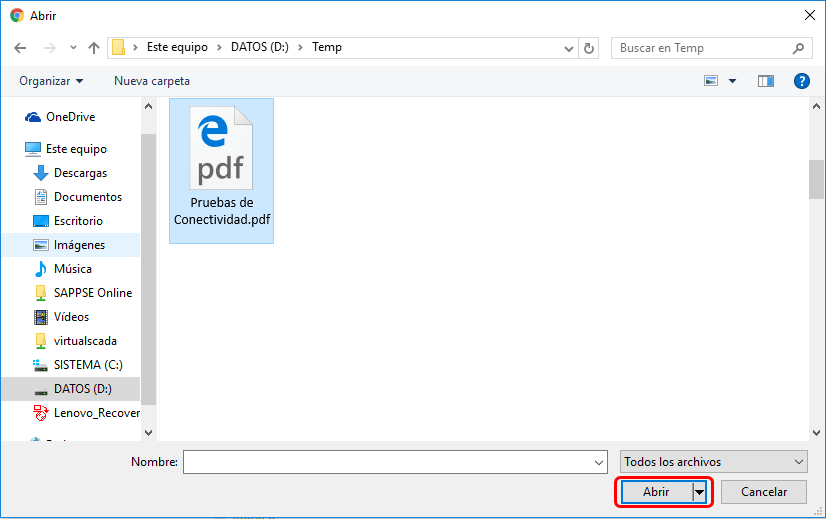 Abrir
Este equipo > DATOS (D:) > Temp
Buscar en Temp
Organizar
Nueva carpeta
?
OneDrive
Este equipo
Descargas
Documentos
Escritorio
Imágenes
Música
SAPPSE Online
Vídeos
virtualscada
SISTEMA (C:)
DATOS (D:)
Lenovo_Recover
e
pdf
Pruebas de
Conectividad.pdf
Nombre:
Todos los archivos
Abrir
Cancelar